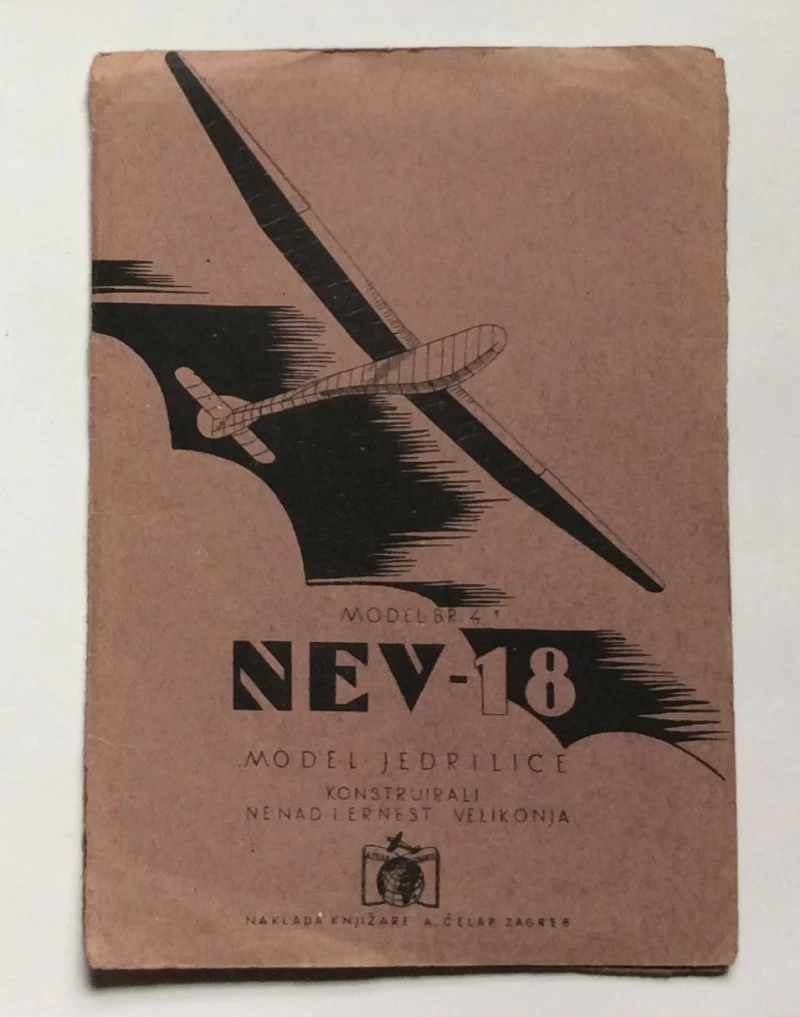 MODEL BR. 4
NEV-18
MODEL JEDRILICE
KONSTRUIRALI
NENAD I ERNEST VELIKONJA
NAKLADA KNJIŽARE A. ČELAP ZAGREB